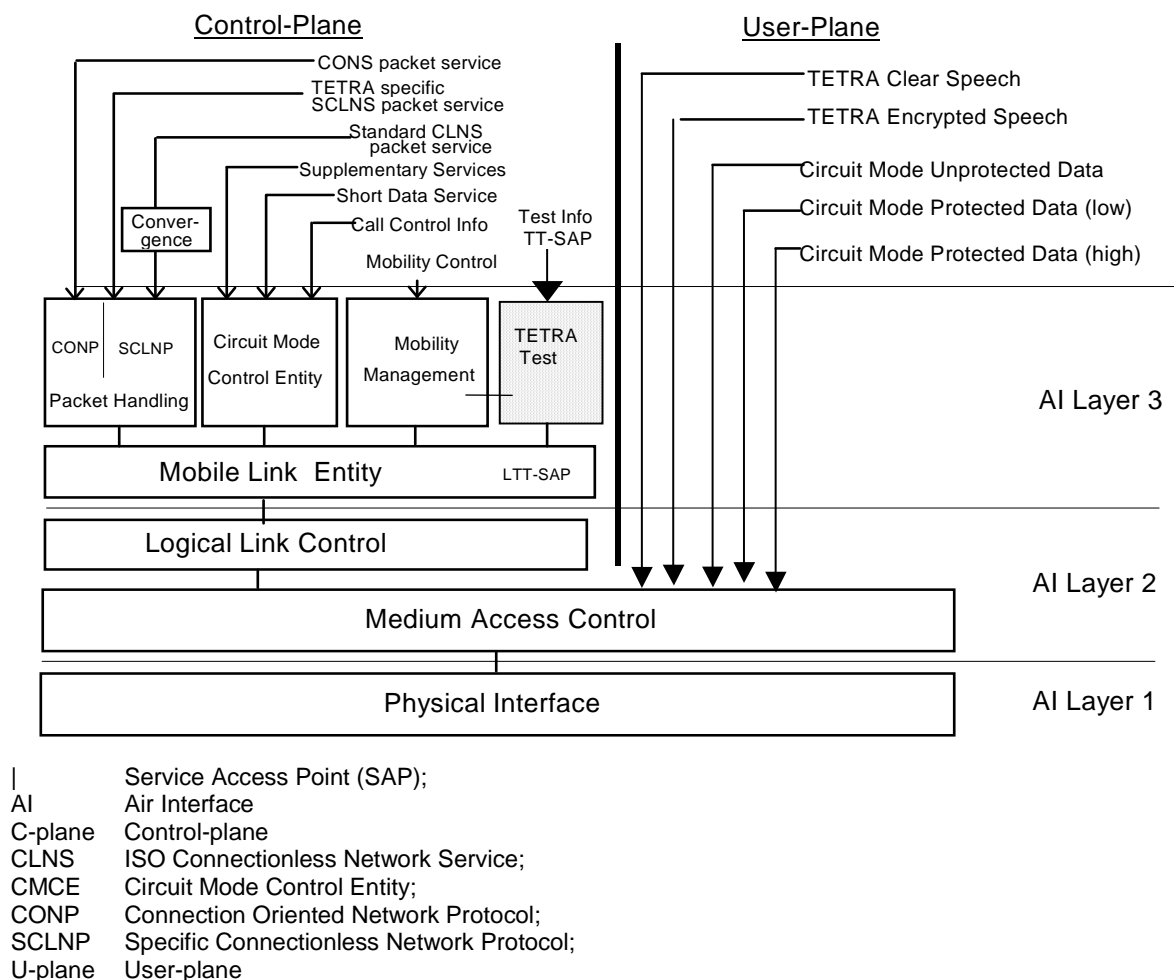 Control-Plane
User-Plane
CONS packet service
TETRA specific
SCLNS packet service
Standard CLNS
packet service
Supplementary Services
Short Data Service
Call Control Info
Mobility Control
Conver-
gence
Test Info
TT-SAP
TETRA Clear Speech
TETRA Encrypted Speech
Circuit Mode Unprotected Data
Circuit Mode Protected Data (low)
Circuit Mode Protected Data (high)
CONP
SCLNP
Packet Handling
Circuit Mode
Control Entity
Mobility
Management
TETRA
Test
AI Layer 3
Mobile Link Entity
LTT-SAP
Logical Link Control
AI Layer 2
Medium Access Control
Physical Interface
AI Layer 1
| Service Access Point (SAP);
AI Air Interface
C-plane Control-plane
CLNS ISO Connectionless Network Service;
CMCE Circuit Mode Control Entity;
CONP Connection Oriented Network Protocol;
SCLNP Specific Connectionless Network Protocol;
U-plane User-plane